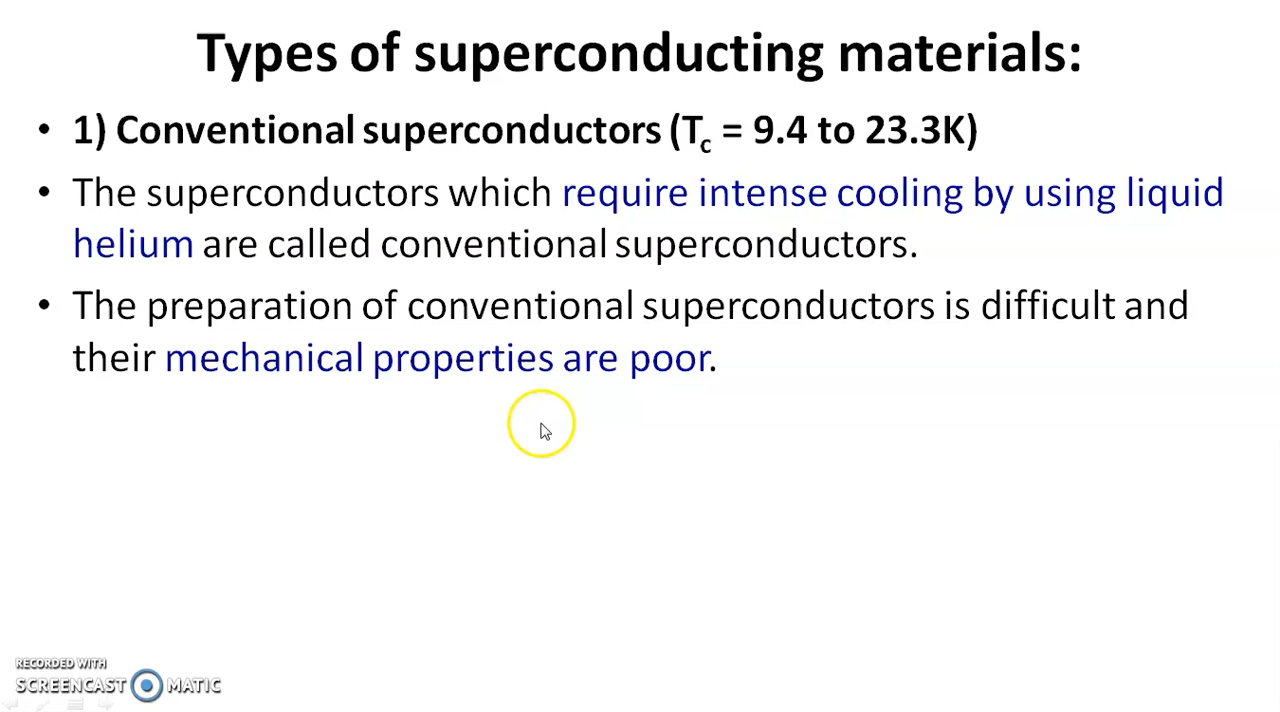 Types of superconducting materials:
• 1) Conventional superconductors (Tc = 9.4 to 23.3K)
• The superconductors which require intense cooling by using liquid
helium are called conventional superconductors.
• The preparation of conventional superconductors is difficult and
their mechanical properties are poor.
RECORDED WITH
SCREENCAST MATIC